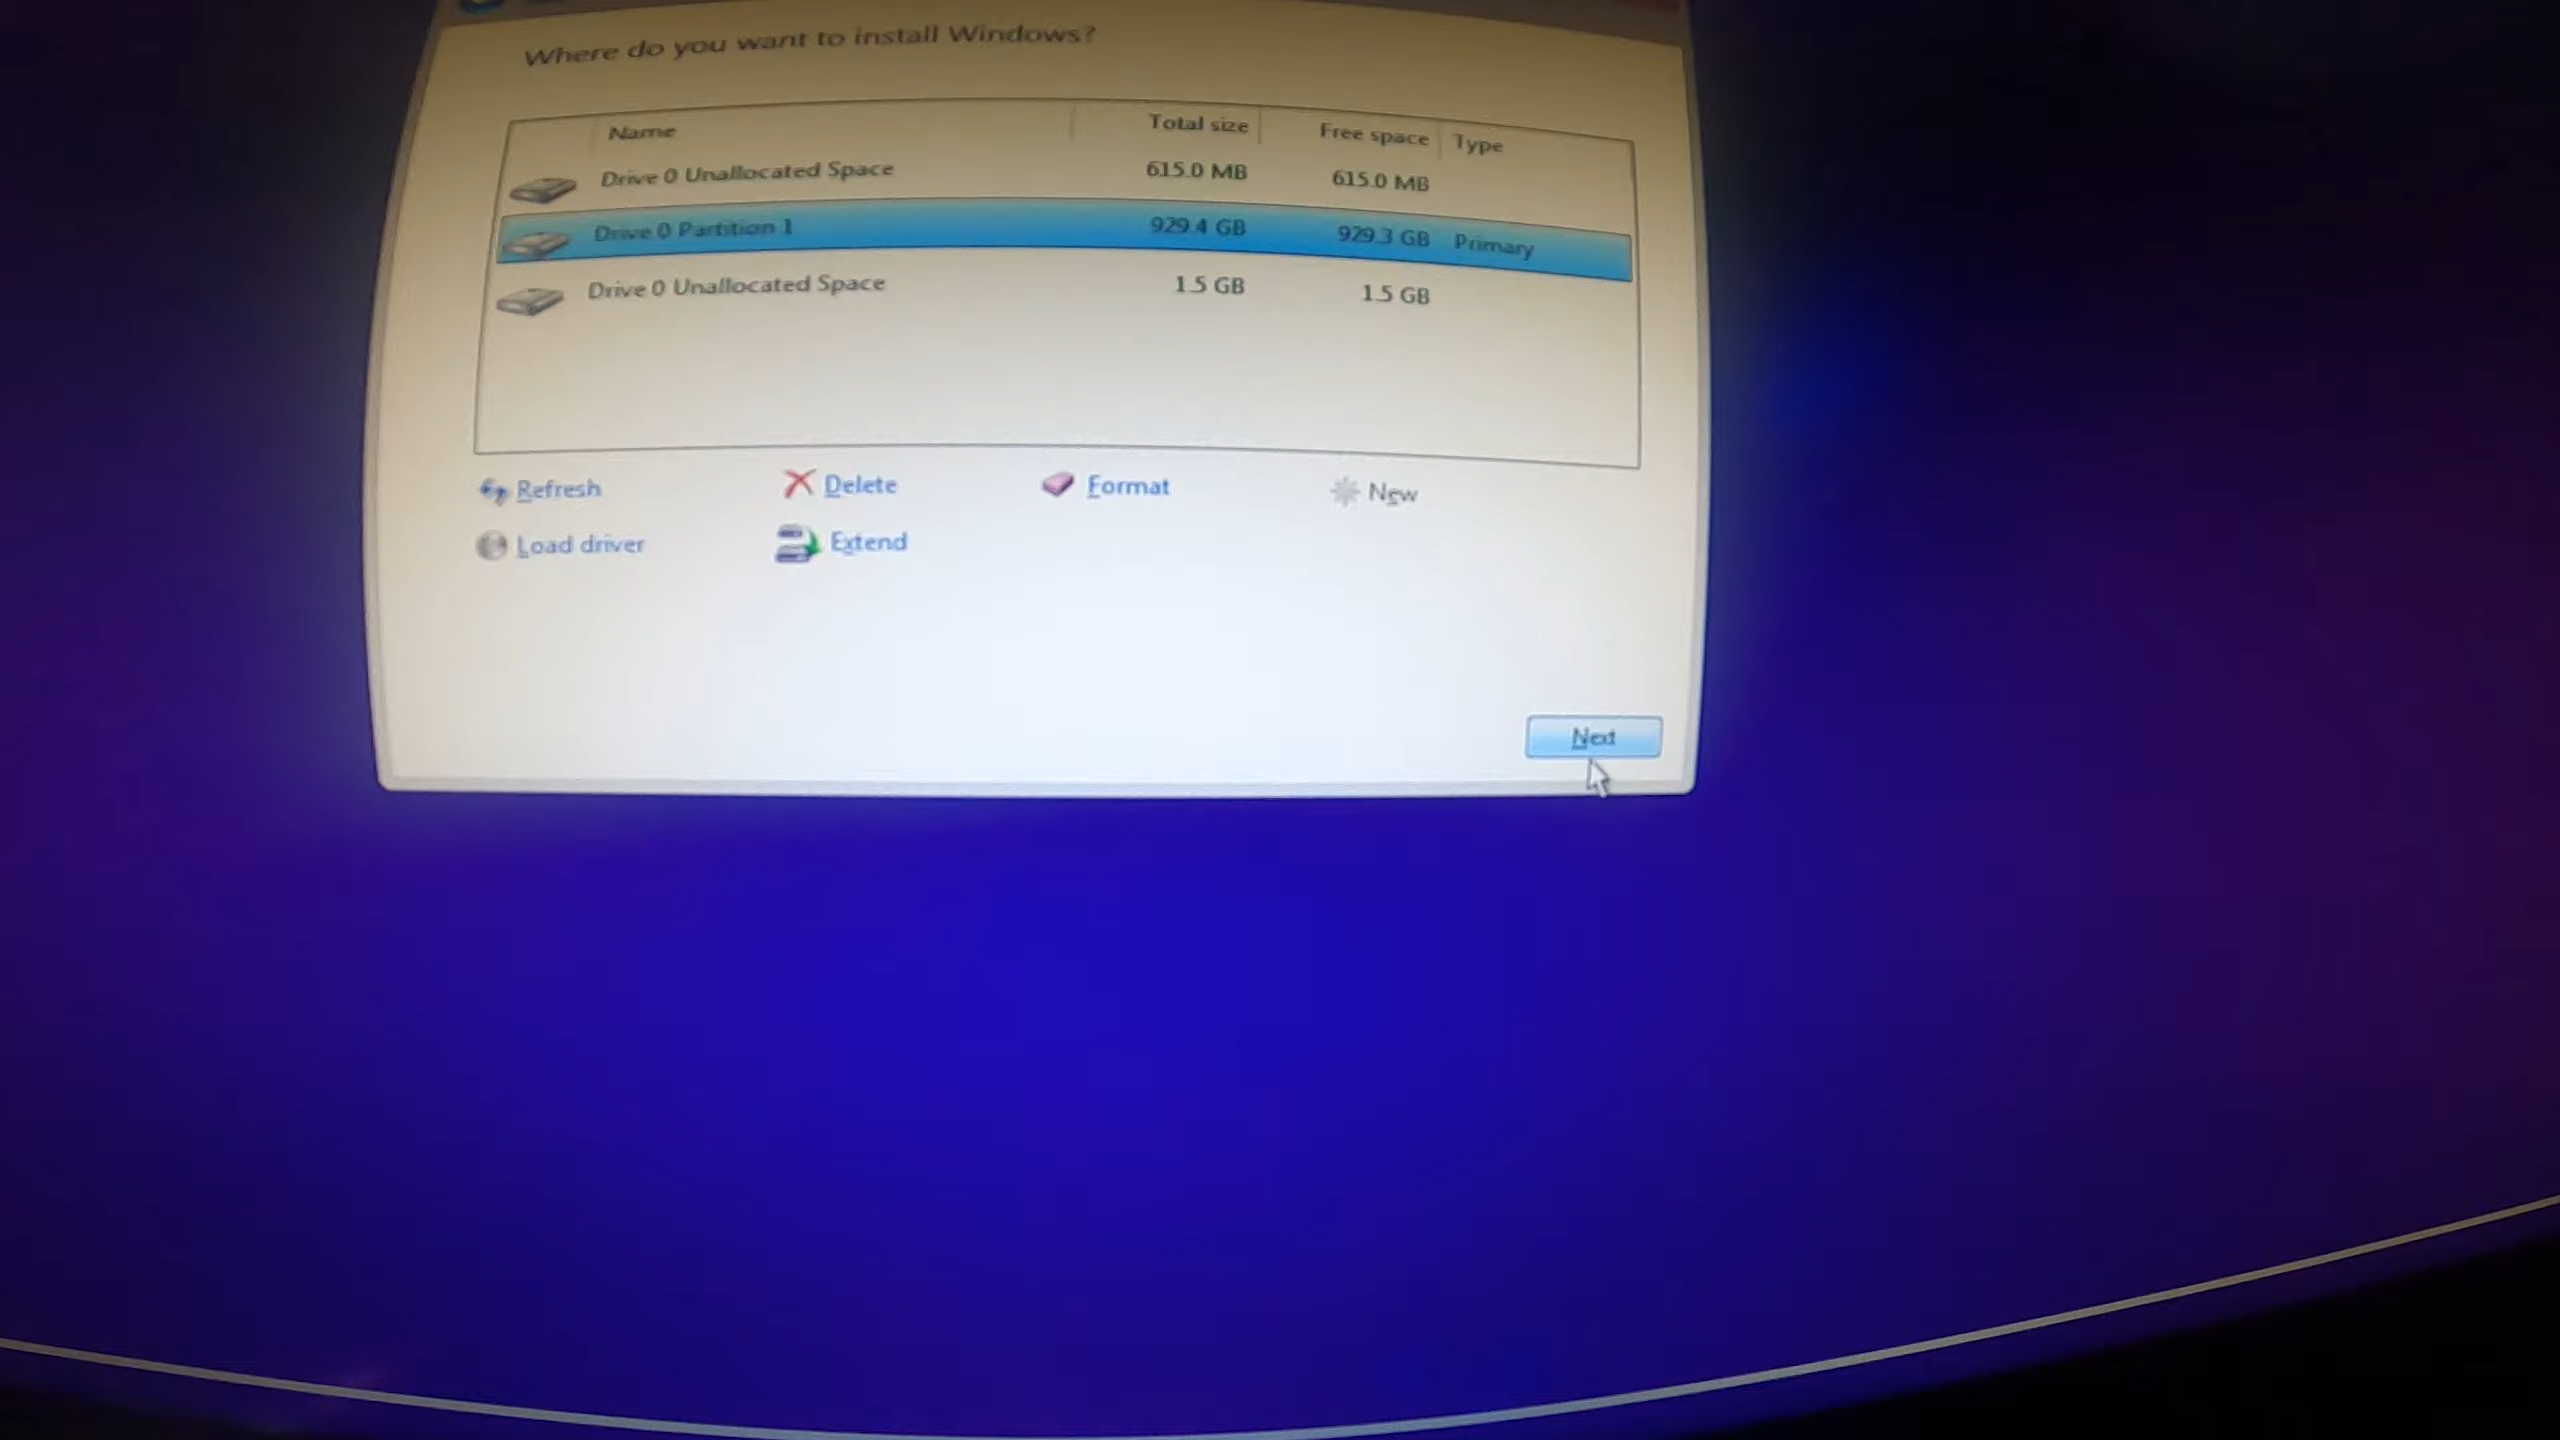 Where do you want to install Windows?
Name Total size Free space Type
Drive 0 Unallocated Space 615.0 MB 615.0 MB
Drive 0 Partition 1 929.4 GB 929.3 GB Primary
Drive 0 Unallocated Space 1.5 GB 1.5 GB
Refresh Delete Format New
Load driver Extend
Next